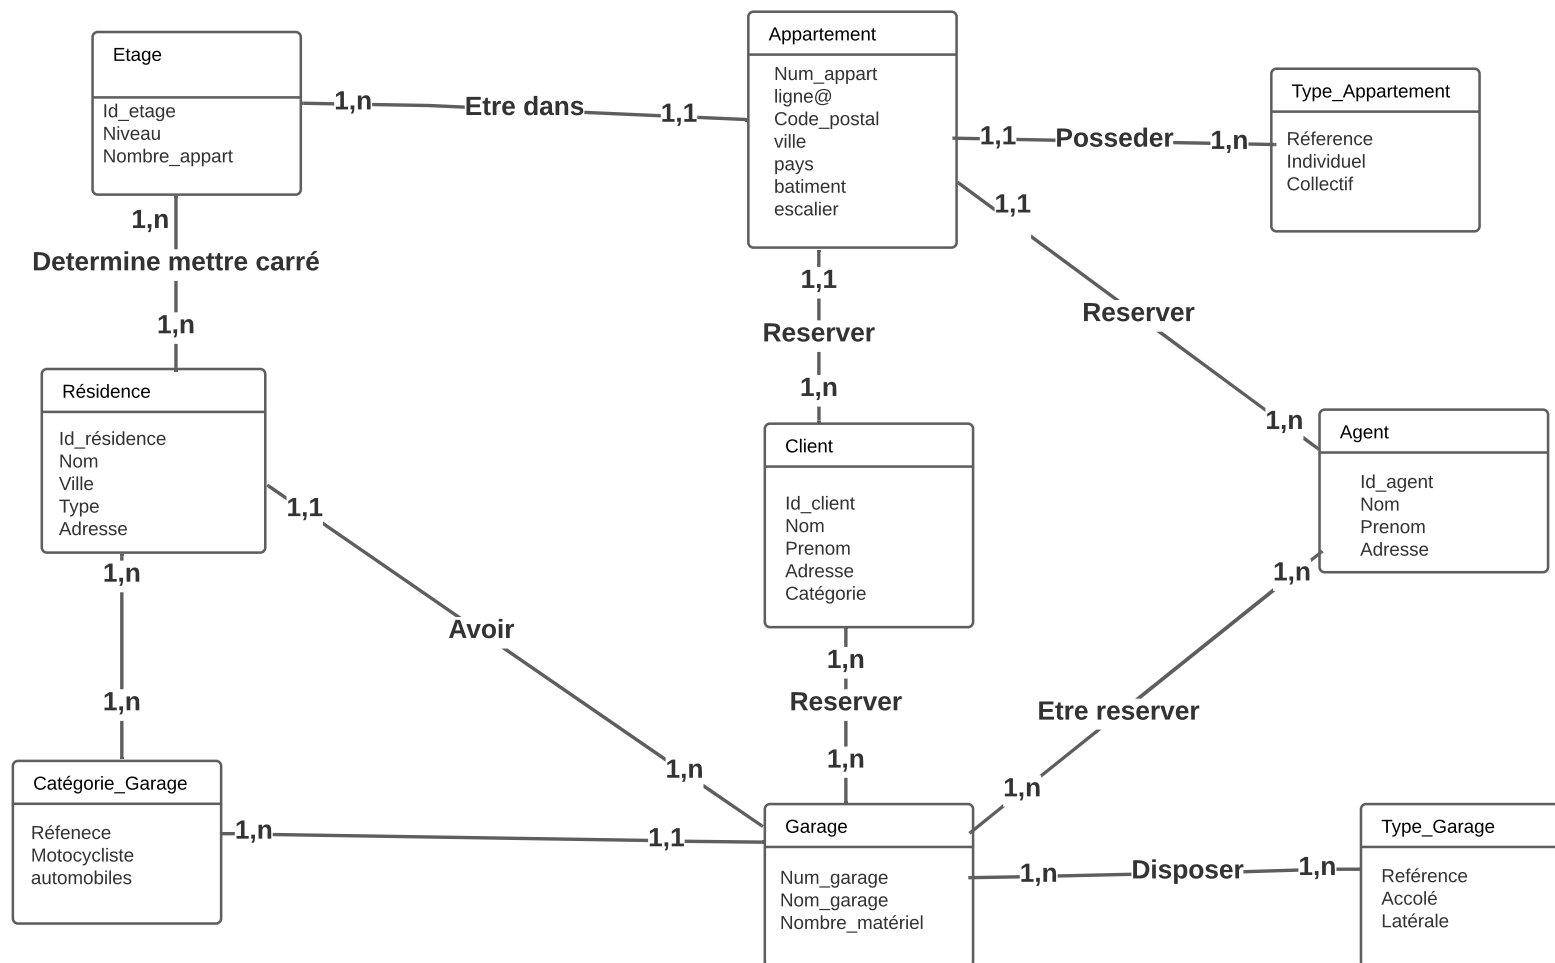 Etage
Id_etage
Niveau
Nombre_appart
1,n
Etre dans
1,1
Appartement
Num_appart
ligne@
Code_postal
ville
pays
batiment
escalier
1,1
Posseder
1,n
Type_Appartement
Réference
Individuel
Collectif
1,n
Determine mettre carré
1,n
1,1
Reserver
1,n
1,1
Reserver
1,n
Résidence
Id_résidence
Nom
Ville
Type
Adresse
Client
Id_client
Nom
Prenom
Adresse
Catégorie
Agent
Id_agent
Nom
Prenom
Adresse
1,1
Avoir
1,n
1,n
1,n
1,n
Reserver
1,n
1,n
Etre reserver
1,n
Catégorie_Garage
Réfenece
Motocycliste
automobiles
1,n
1,1
Garage
Num_garage
Nom_garage
Nombre_matériel
1,n
Disposer
1,n
Type_Garage
Reférence
Accolé
Latérale